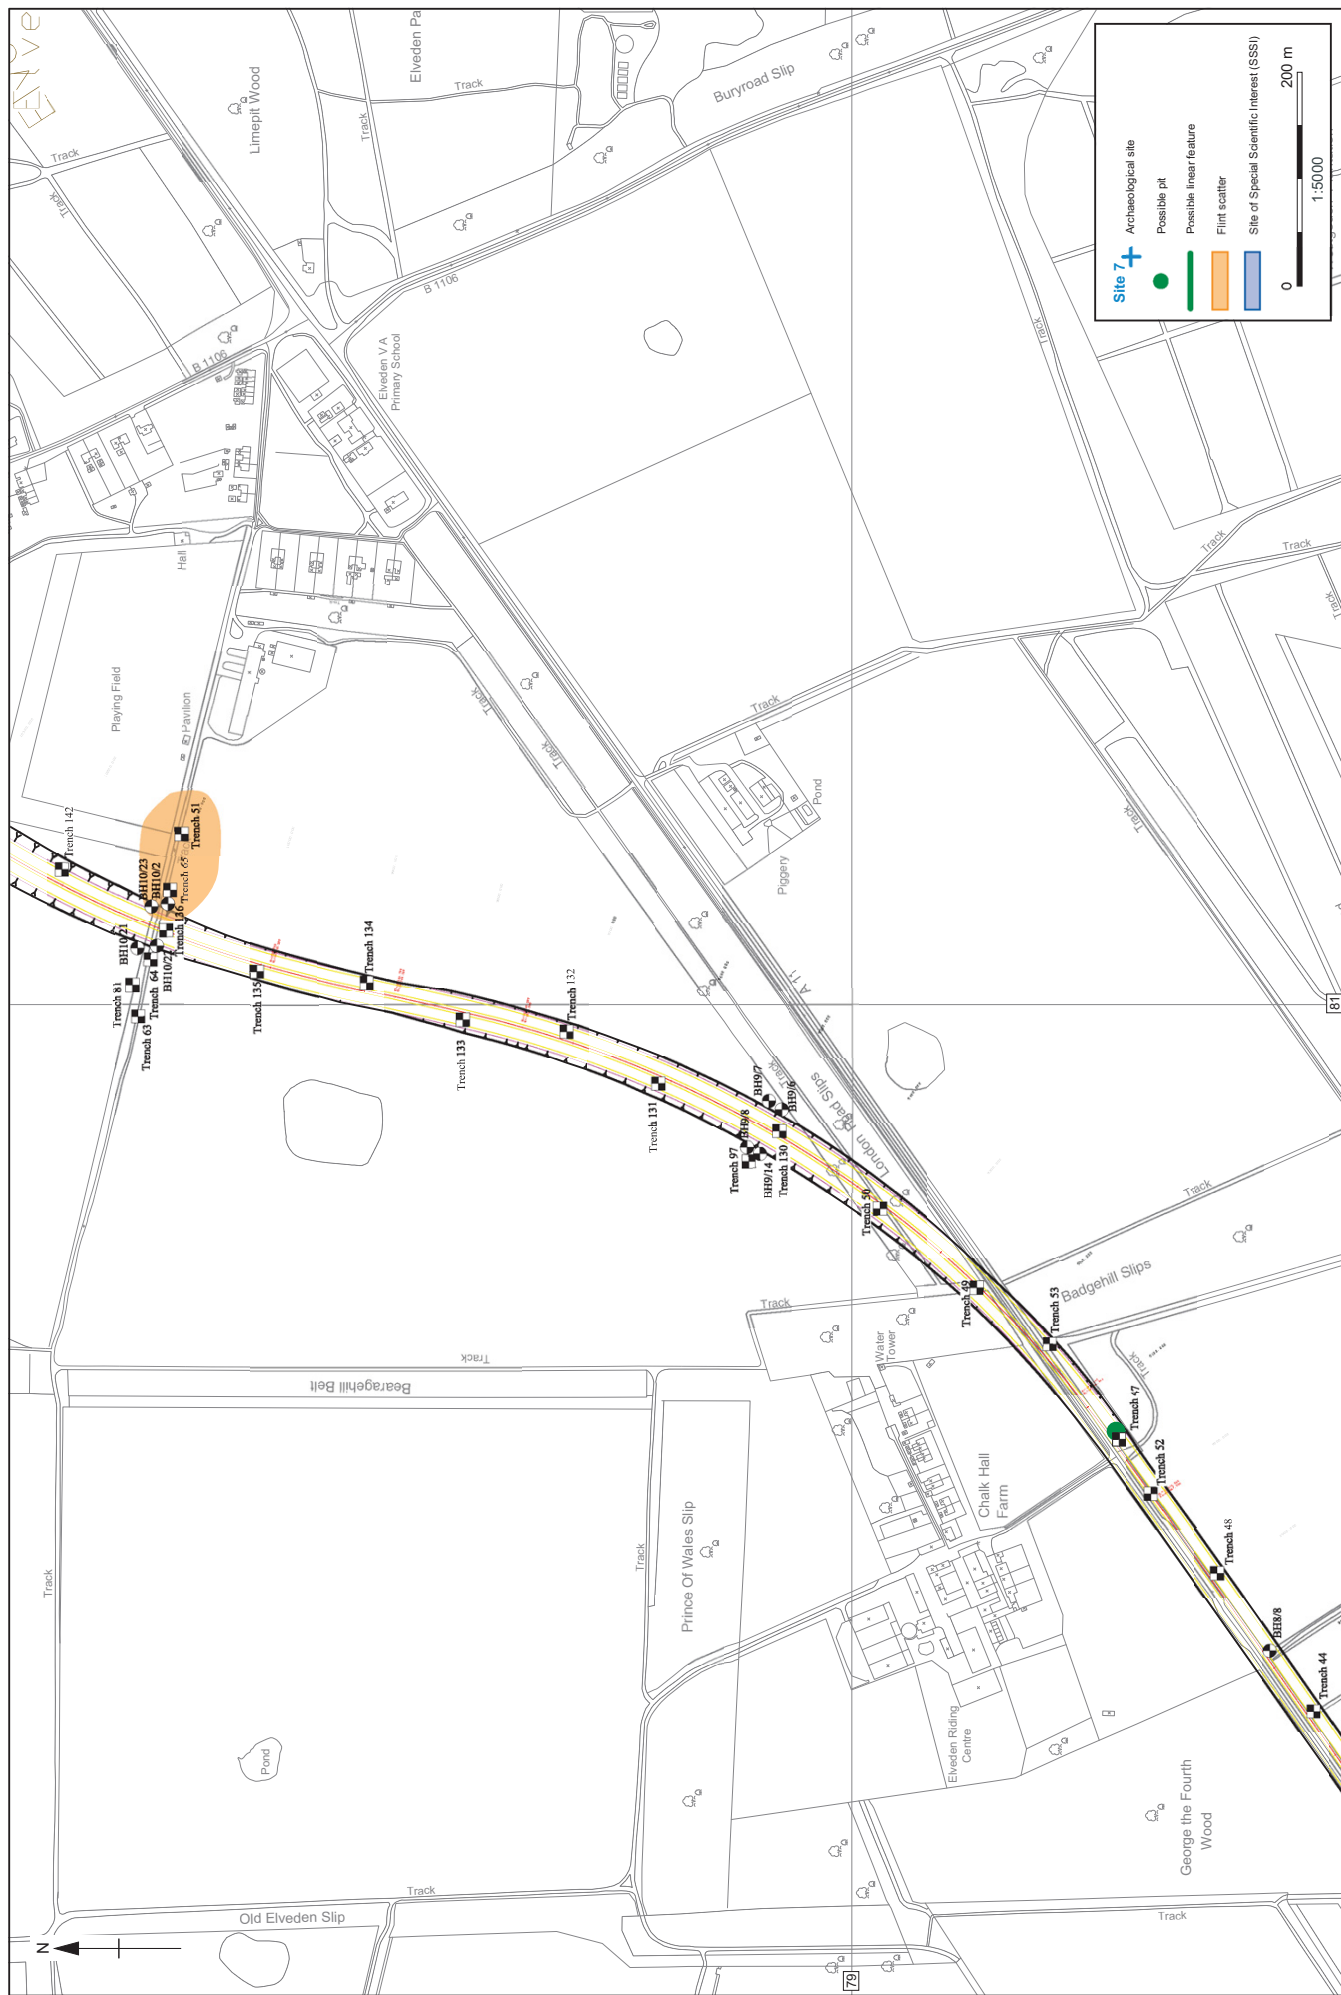 Elveden Pa
Limepit Wood
Track
Track
Track
Track
Buryroad Slip
B 1106
B 1106
Elveden V A
Primary School
Hall
Playing Field
Pavilion
Trench 142
Trench 51
BH10/23
BH10/2
Trench 65
Trench 136
BH10/21
Trench 64
BH10/22
Trench 81
Trench 63
Trench 135
Trench 134
Trench 133
Trench 132
Trench 131
BH9/7
BH9/6
BH9/8
Trench 97
BH9/14
Trench 130
Trench 50
Trench 49
Trench 53
Trench 47
Trench 52
Trench 48
BH8/8
Trench 44
Track
Track
Track
Track
Track
Track
Track
Track
Track
Track
Piggery
Pond
A 11
London Road Slips
Track
Badgehill Slips
Track
Track
Water
Tower
Track
Bearagehill Belt
Track
Track
Prince Of Wales Slip
Chalk Hall
Farm
Elveden Riding
Centre
George the Fourth
Wood
Pond
Track
Old Elveden Slip
Track
N
79
81
Site 7
Archaeological site
Possible pit
Possible linear feature
Flint scatter
Site of Special Scientific Interest (SSSI)
0
200 m
1:5000